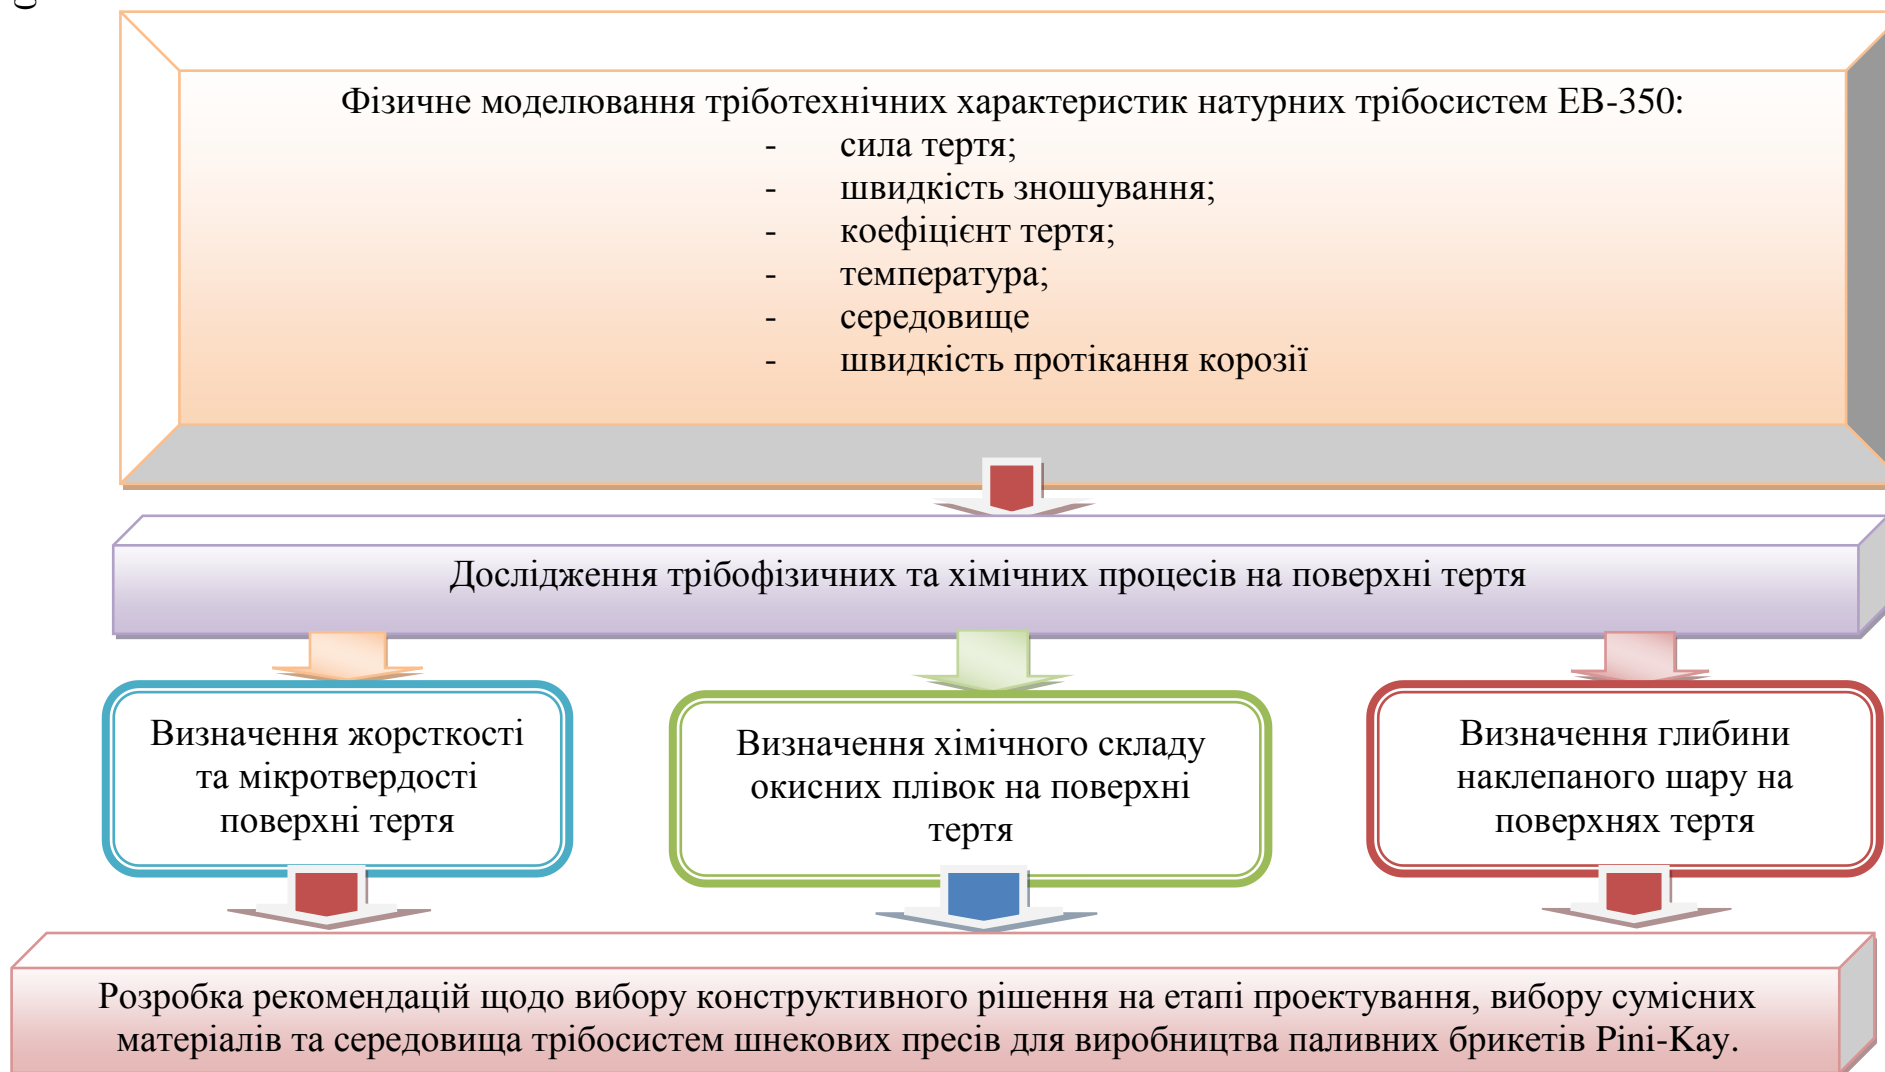 Фізичне моделювання тріботехнічних характеристик натурних трібосистем ЕВ-350:
- сила тертя;
- швидкість зношування;
- коефіцієнт тертя;
- температура;
- середовище
- швидкість протікання корозії
Дослідження трібофізичних та хімічних процесів на поверхні тертя
Визначення жорсткості
та мікротвердості
поверхні тертя
Визначення хімічного складу
окисних плівок на поверхні
тертя
Визначення глибини
наклепаного шару на
поверхнях тертя
Розробка рекомендацій щодо вибору конструктивного рішення на етапі проектування, вибору сумісних
матеріалів та середовища трібосистем шнекових пресів для виробництва паливних брикетів Pini-Kay.